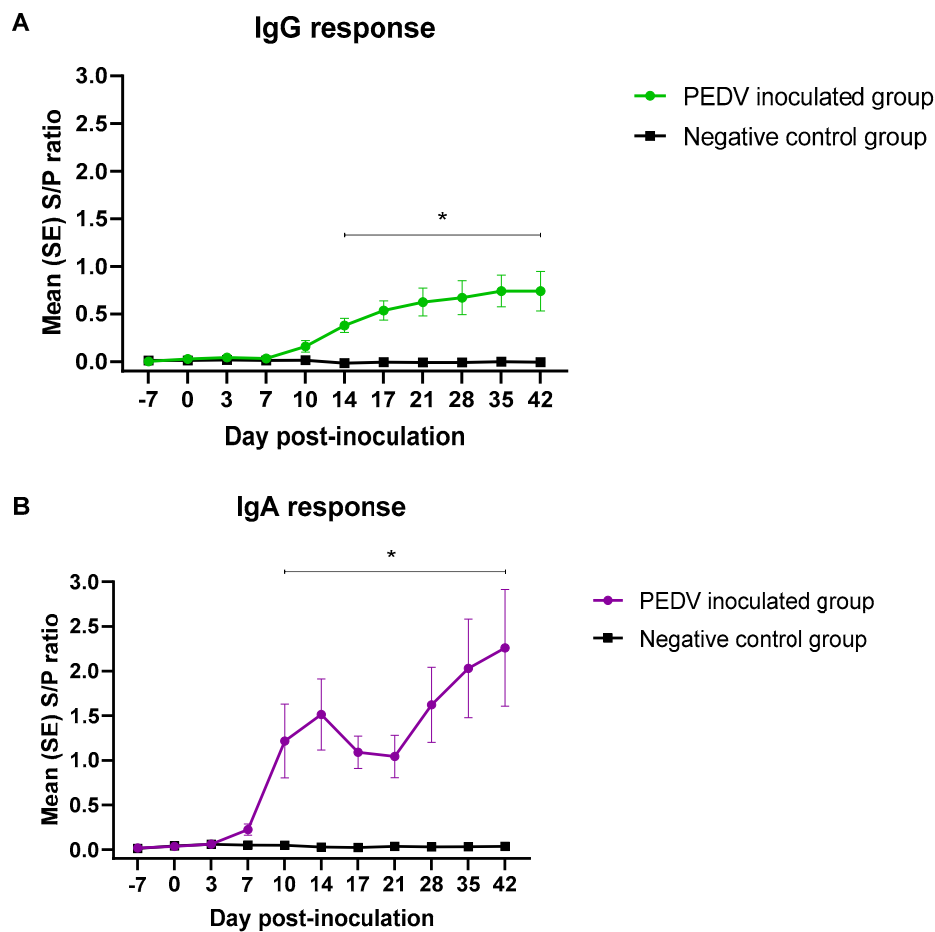 A
IgG response
3.0
2.5
2.0
1.5
1.0
0.5
0.0
Mean (SE) S/P ratio
*
PEDV inoculated group
Negative control group
-7 0 3 7 10 14 17 21 28 35 42
Day post-inoculation
B
IgA response
*
3.0
2.5
2.0
1.5
1.0
0.5
0.0
Mean (SE) S/P ratio
PEDV inoculated group
Negative control group
-7 0 3 7 10 14 17 21 28 35 42
Day post-inoculation